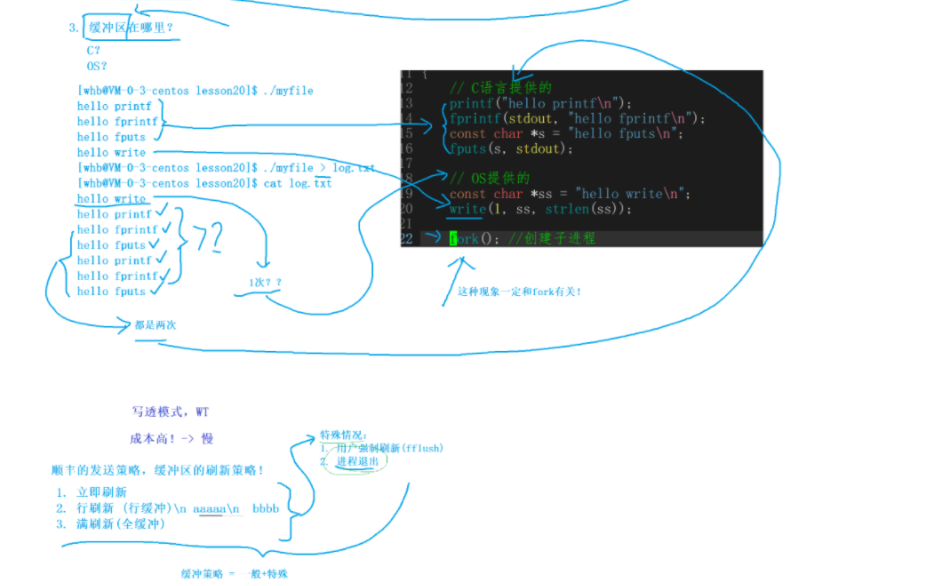 3. 缓冲区在哪里？
C?
OS?
[whb@VM-0-3-centos lesson20]$ ./myfile
hello printf
hello fprintf
hello fputs
hello write
[whb@VM-0-3-centos lesson20]$ ./myfile > log.txt
[whb@VM-0-3-centos lesson20]$ cat log.txt
hello write
hello printf
hello fprintf
hello fputs
hello printf
hello fprintf
hello fputs
??
1次？？
都是两次
11 {
12 // C语言提供的
13 printf("hello printf\n");
14 fprintf(stdout, "hello fprintf\n");
15 const char *s = "hello fputs\n";
16 fputs(s, stdout);
17
18 // OS提供的
19 const char *ss = "hello write\n";
20 write(1, ss, strlen(ss));
21
22 fork(); //创建子进程
这种现象一定和fork有关！
写透模式，WT
成本高！-> 慢
顺丰的发送策略，缓冲区的刷新策略！
1. 立即刷新
2. 行刷新 (行缓冲)\n aaaaa\n bbbb
3. 满刷新(全缓冲)
特殊情况：
1. 用户强制刷新(fflush)
2. 进程退出
缓冲策略 = 一般+特殊